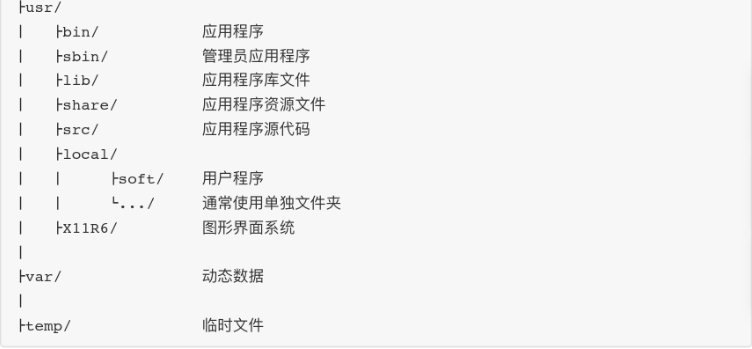 ├usr/
|   ├bin/   应用程序
|   ├sbin/   管理员应用程序
|   ├lib/   应用程序库文件
|   ├share/   应用程序资源文件
|   ├src/   应用程序源代码
|   ├local/
|   |     ├soft/   用户程序
|   |     └.../   通常使用单独文件夹
|   ├X11R6/   图形界面系统
|
├var/   动态数据
|
├temp/   临时文件